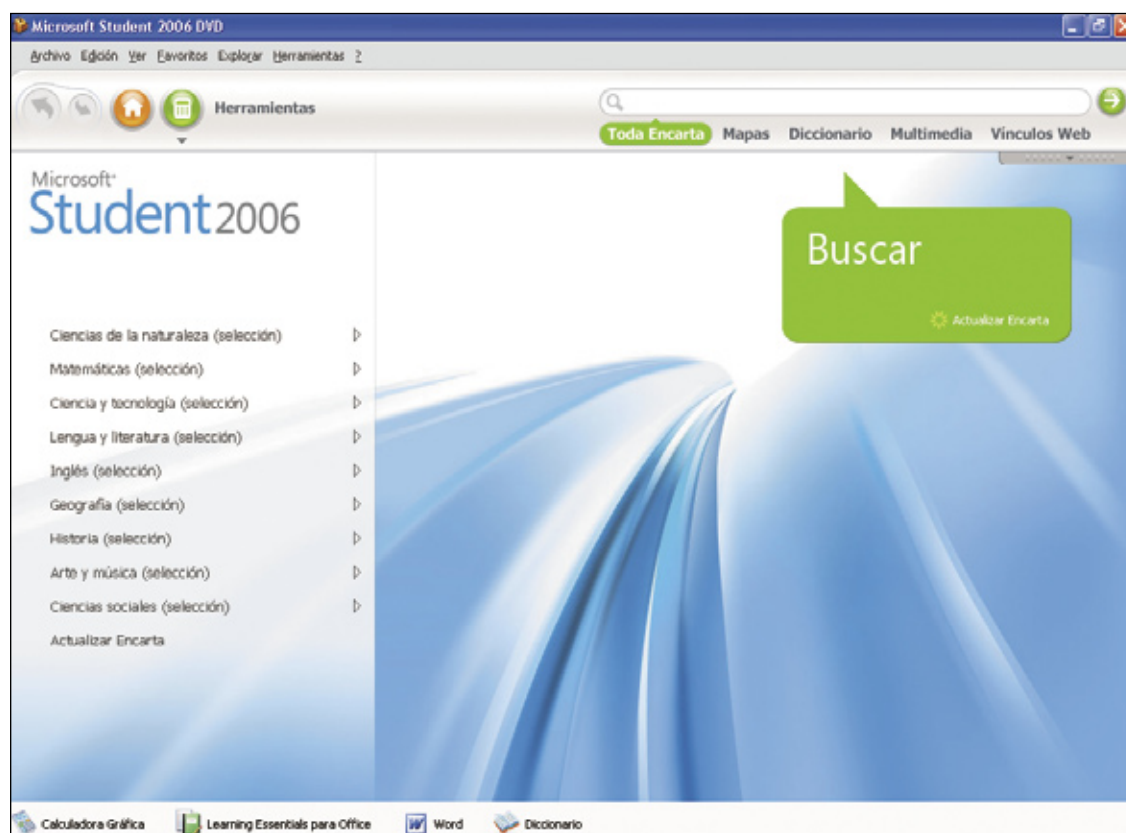 Microsoft Student 2006 DVD
Archivo Edición Ver Favoritos Explorar Herramientas ?
Herramientas
Toda Encarta Mapas Diccionario Multimedia Vínculos Web
Microsoft
Student 2006
Buscar
Actualizar Encarta
Ciencias de la naturaleza (selección)
Matemáticas (selección)
Ciencia y tecnología (selección)
Lengua y literatura (selección)
Inglés (selección)
Geografía (selección)
Historia (selección)
Arte y música (selección)
Ciencias sociales (selección)
Actualizar Encarta
Calculadora Gráfica Learning Essentials para Office Word Diccionario